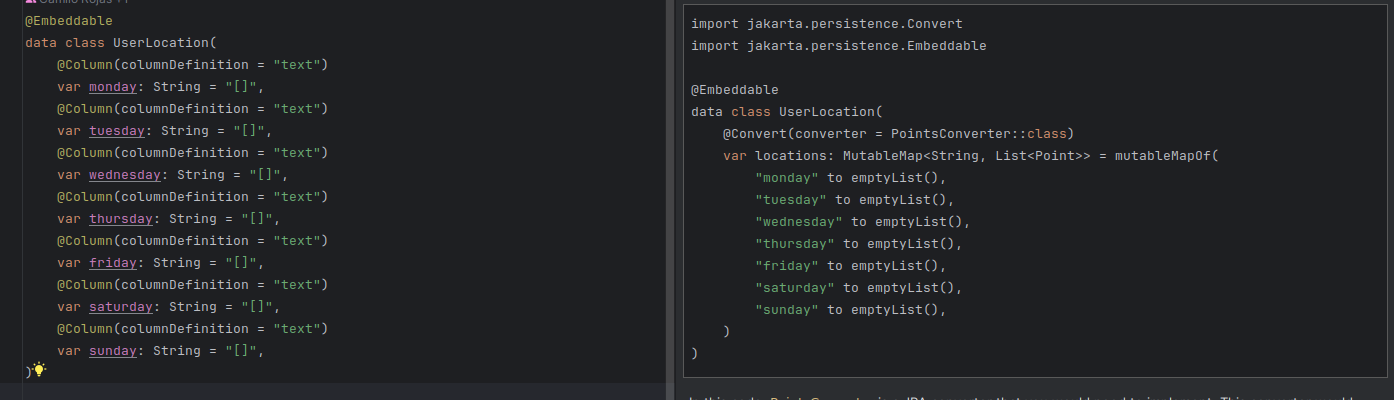 Camilo Rojas +1
@Embeddable
data class UserLocation(
    @Column(columnDefinition = "text")
    var monday: String = "[]",
    @Column(columnDefinition = "text")
    var tuesday: String = "[]",
    @Column(columnDefinition = "text")
    var wednesday: String = "[]",
    @Column(columnDefinition = "text")
    var thursday: String = "[]",
    @Column(columnDefinition = "text")
    var friday: String = "[]",
    @Column(columnDefinition = "text")
    var saturday: String = "[]",
    @Column(columnDefinition = "text")
    var sunday: String = "[]",
)
import jakarta.persistence.Convert
import jakarta.persistence.Embeddable
@Embeddable
data class UserLocation(
    @Convert(converter = PointsConverter::class)
    var locations: MutableMap<String, List<Point>> = mutableMapOf(
        "monday" to emptyList(),
        "tuesday" to emptyList(),
        "wednesday" to emptyList(),
        "thursday" to emptyList(),
        "friday" to emptyList(),
        "saturday" to emptyList(),
        "sunday" to emptyList(),
    )
)